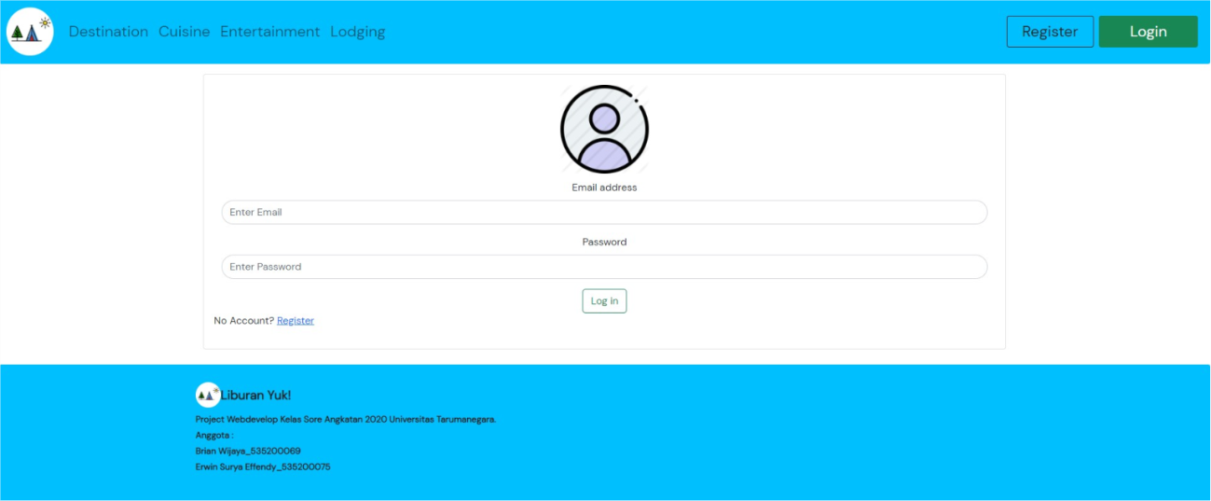 Destination Cuisine Entertainment Lodging Register Login
Email address
Enter Email
Password
Enter Password
Log in
No Account? Register
Liburan Yuk!
Project Webdevelop Kelas Sore Angkatan 2020 Universitas Tarumanegara.
Anggota :
Brian Wijaya_535200069
Erwin Surya Effendy_535200075